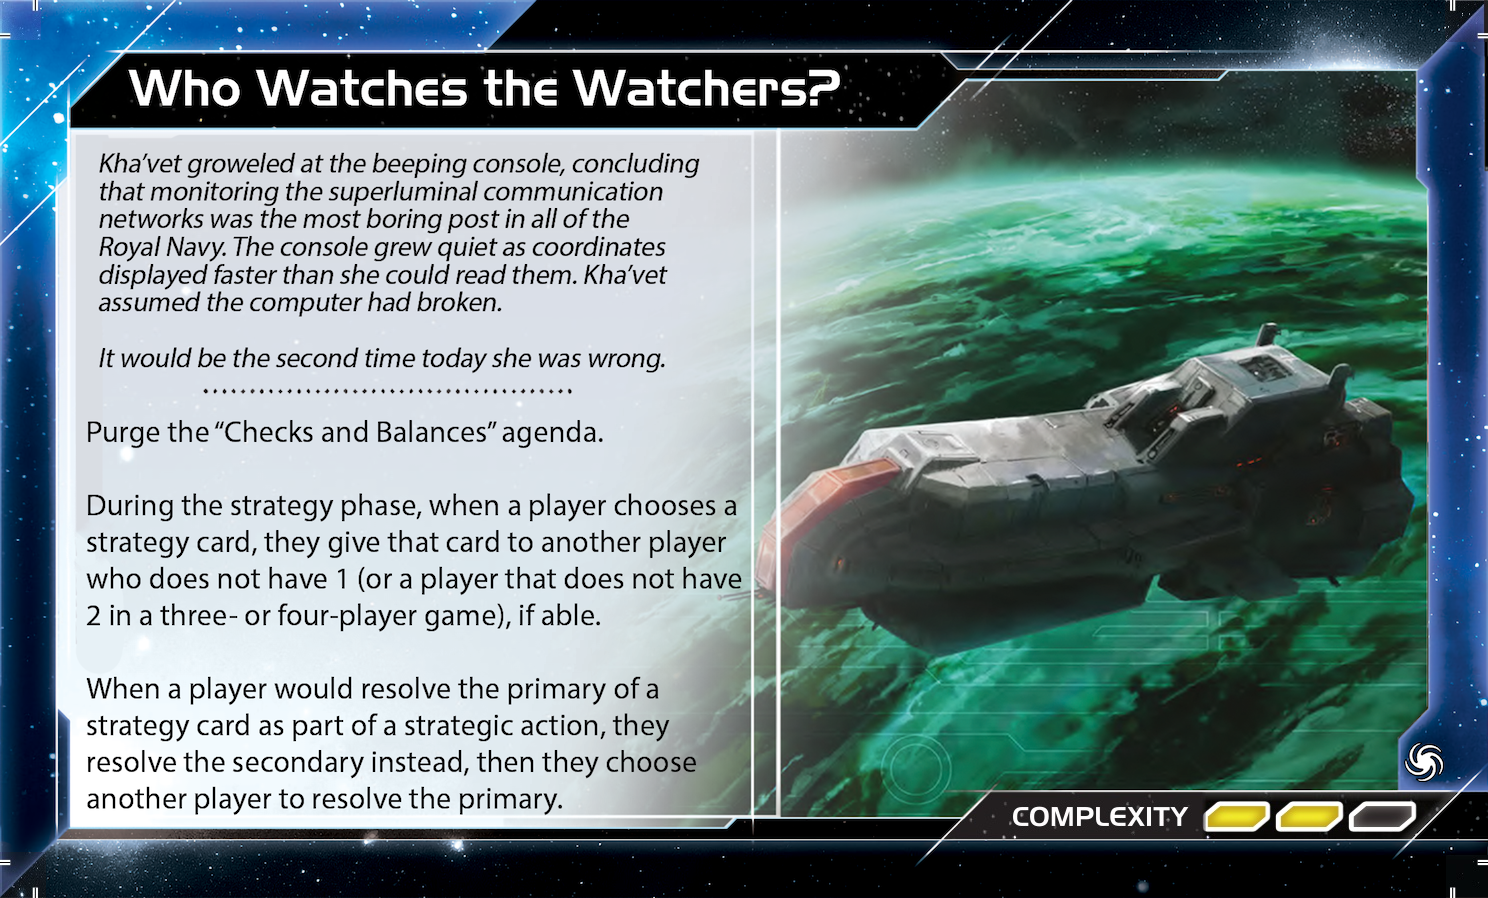 Who Watches the Watchers?
Kha’vet groweled at the beeping console, concluding
that monitoring the superluminal communication
networks was the most boring post in all of the
Royal Navy. The console grew quiet as coordinates
displayed faster than she could read them. Kha’vet
assumed the computer had broken.
It would be the second time today she was wrong.
Purge the “Checks and Balances” agenda.
During the strategy phase, when a player chooses a
strategy card, they give that card to another player
who does not have 1 (or a player that does not have
2 in a three- or four-player game), if able.
When a player would resolve the primary of a
strategy card as part of a strategic action, they
resolve the secondary instead, then they choose
another player to resolve the primary.
COMPLEXITY